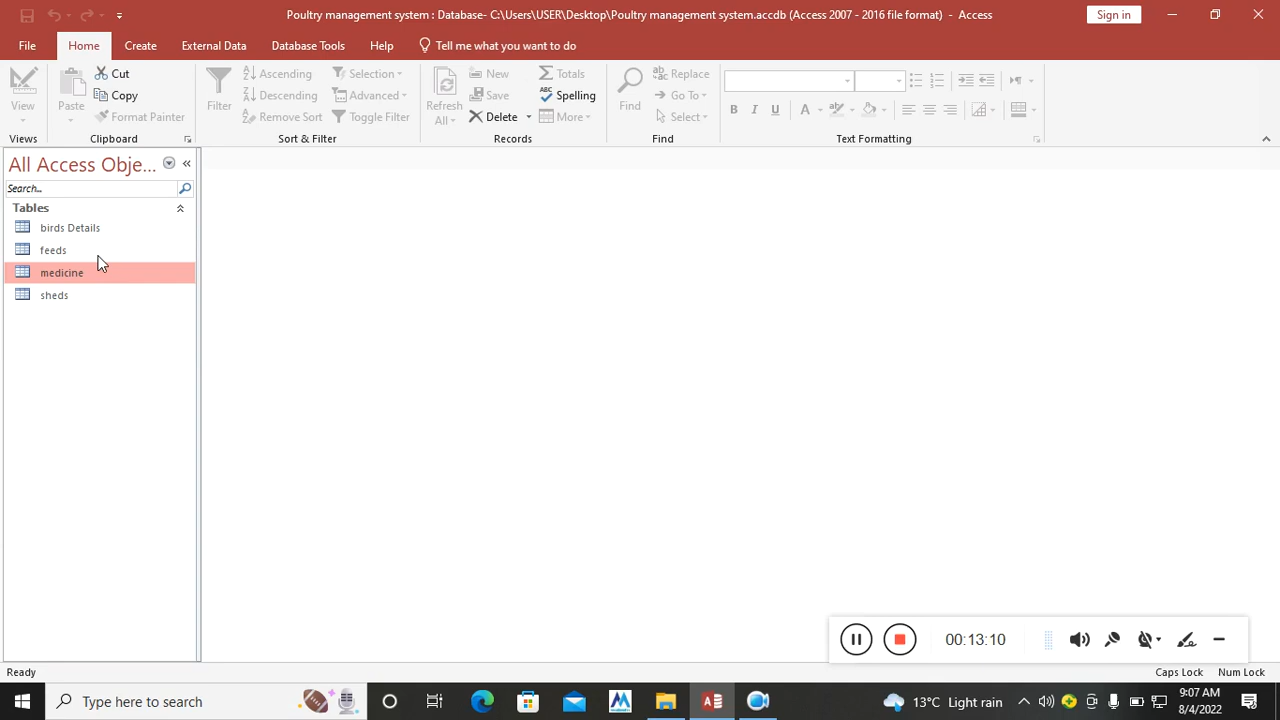 Poultry management system : Database- C:\Users\USER\Desktop\Poultry management system.accdb (Access 2007 - 2016 file format) - Access
Sign in
File Home Create External Data Database Tools Help Tell me what you want to do
View
Views
Paste
Cut
Copy
Format Painter
Clipboard
Filter
Ascending
Descending
Remove Sort
Selection
Advanced
Toggle Filter
Sort & Filter
Refresh
All
New
Save
Delete
Totals
Spelling
More
Records
Find
Replace
Go To
Select
Find
B I U A
Text Formatting
All Access Obje...
Search...
Tables
birds Details
feeds
medicine
sheds
00:13:10
Ready
Caps Lock Num Lock
Type here to search
13°C Light rain
9:07 AM
8/4/2022